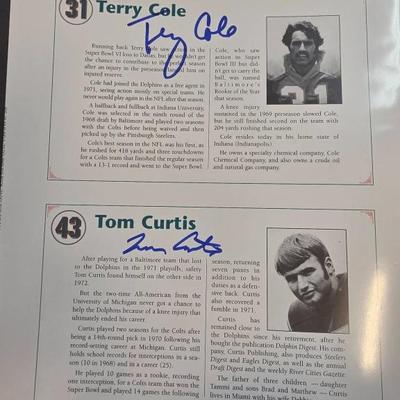 31 Terry Cole
Terry Cole
Running back Terry Cole saw action in the
Super Bowl VI loss to Dallas, but wouldn't get
the chance to contribute to the perfect season
after an injury in the preseason landed him on
injured reserve.
Cole had joined the Dolphins as a free agent in
1971, seeing action mostly on special teams. He
never would play again in the NFL after that season.
A halfback and fullback at Indiana University,
Cole was selected in the ninth round of the
1968 draft by Baltimore and played two seasons
with the Colts before being waived and then
picked up by the Pittsburgh Steelers.
Cole's best season in the NFL was his first, as
he rushed for 418 yards and three touchdowns
for a Colts team that finished the regular season
with a 13-1 record and went to the Super Bowl.
Cole, who saw
action in Super
Bowl III but didn't
get to carry the
ball, was named
Baltimore's
Rookie of the Year
that season.
A knee injury
sustained in the 1969 preseason slowed Cole,
but he still finished second on the team with
204 yards rushing that season.
Cole resides today in his home state of
Indiana (Indianapolis).
He owns a specialty chemical company, Cole
Chemical Company, and also owns a crude oil
and natural gas company.
43 Tom Curtis
Tom Curtis
After playing for a Baltimore team that lost
to the Dolphins in the 1971 playoffs, safety
Tom Curtis found himself on the other side in
1972.
But the two-time All-American from the
University of Michigan never got a chance to
help the Dolphins because of a knee injury that
ultimately ended his career.
Curtis played two seasons for the Colts after
being a 14th-round pick in 1970 following his
record-setting career at Michigan. Curtis still
holds school records for interceptions in a sea-
son (10 in 1968) and in a career (25).
He played 10 games as a rookie, recording
one interception, for a Colts team that won the
Super Bowl and played 14 games the following
season, returning
seven punts in
addition to his
duties as a defen-
sive back. Curtis
also recovered a
fumble in 1971.
Curtis has
remained close to
the Dolphins since his retirement, after he
bought the publication Dolphin Digest. His com-
pany, Curtis Publishing, also produces Steelers
Digest and Eagles Digest, as well as the annual
Draft Digest and the weekly River Cities Gazette.
The father of three children — daughter
Tammi and sons Brad and Matthew — Curtis
lives in Miami with his wife Debbie